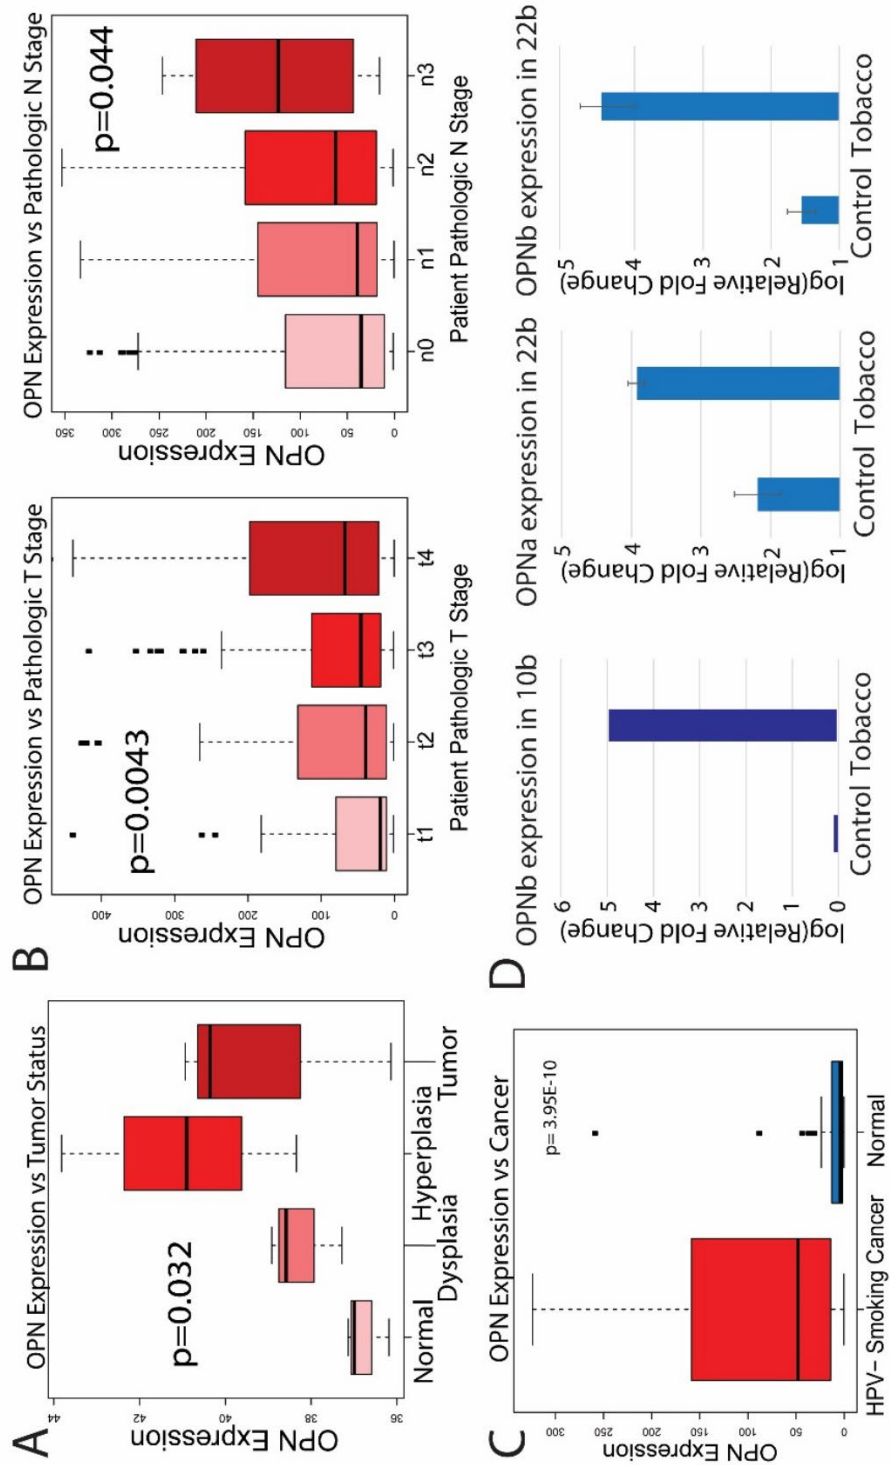 A
OPN Expression vs Tumor Status
OPN Expression
44
42
40
38
36
p=0.032
Normal
Dysplasia
Hyperplasia
Tumor
B
OPN Expression vs Pathologic T Stage
OPN Expression
400
300
200
100
0
p=0.0043
t1
t2
t3
t4
Patient Pathologic T Stage
OPN Expression vs Pathologic N Stage
OPN Expression
350
300
250
200
150
100
50
0
p=0.044
n0
n1
n2
n3
Patient Pathologic N Stage
C
OPN Expression vs Cancer
OPN Expression
300
250
200
150
100
50
0
p= 3.95E-10
HPV- Smoking Cancer
Normal
D
OPNb expression in 10b
log(Relative Fold Change)
6
5
4
3
2
1
0
Control Tobacco
OPNa expression in 22b
log(Relative Fold Change)
5
4
3
2
1
Control Tobacco
OPNb expression in 22b
log(Relative Fold Change)
5
4
3
2
1
Control Tobacco